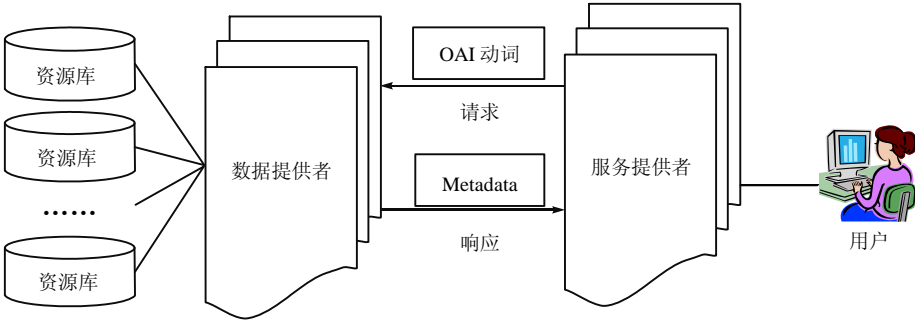 资源库
资源库
……
资源库
数据提供者
OAI 动词
请求
Metadata
响应
服务提供者
用户